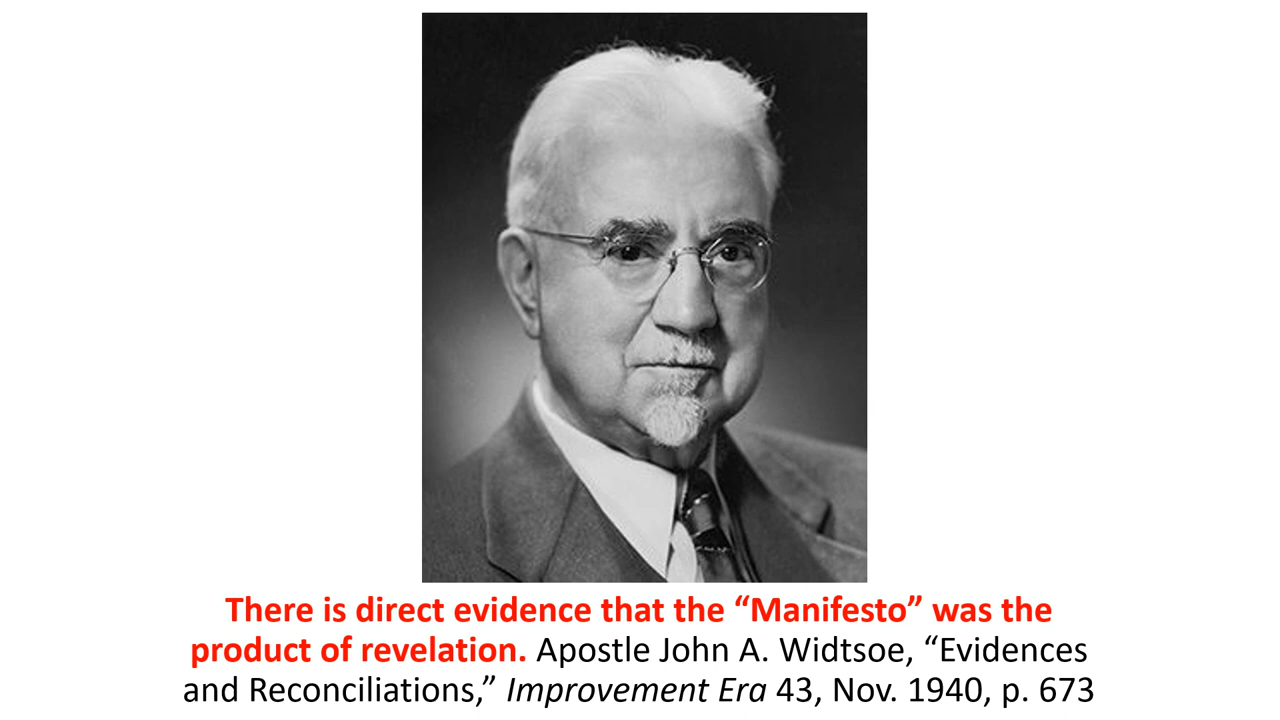 There is direct evidence that the “Manifesto” was the
product of revelation. Apostle John A. Widtsoe, “Evidences
and Reconciliations,” Improvement Era 43, Nov. 1940, p. 673